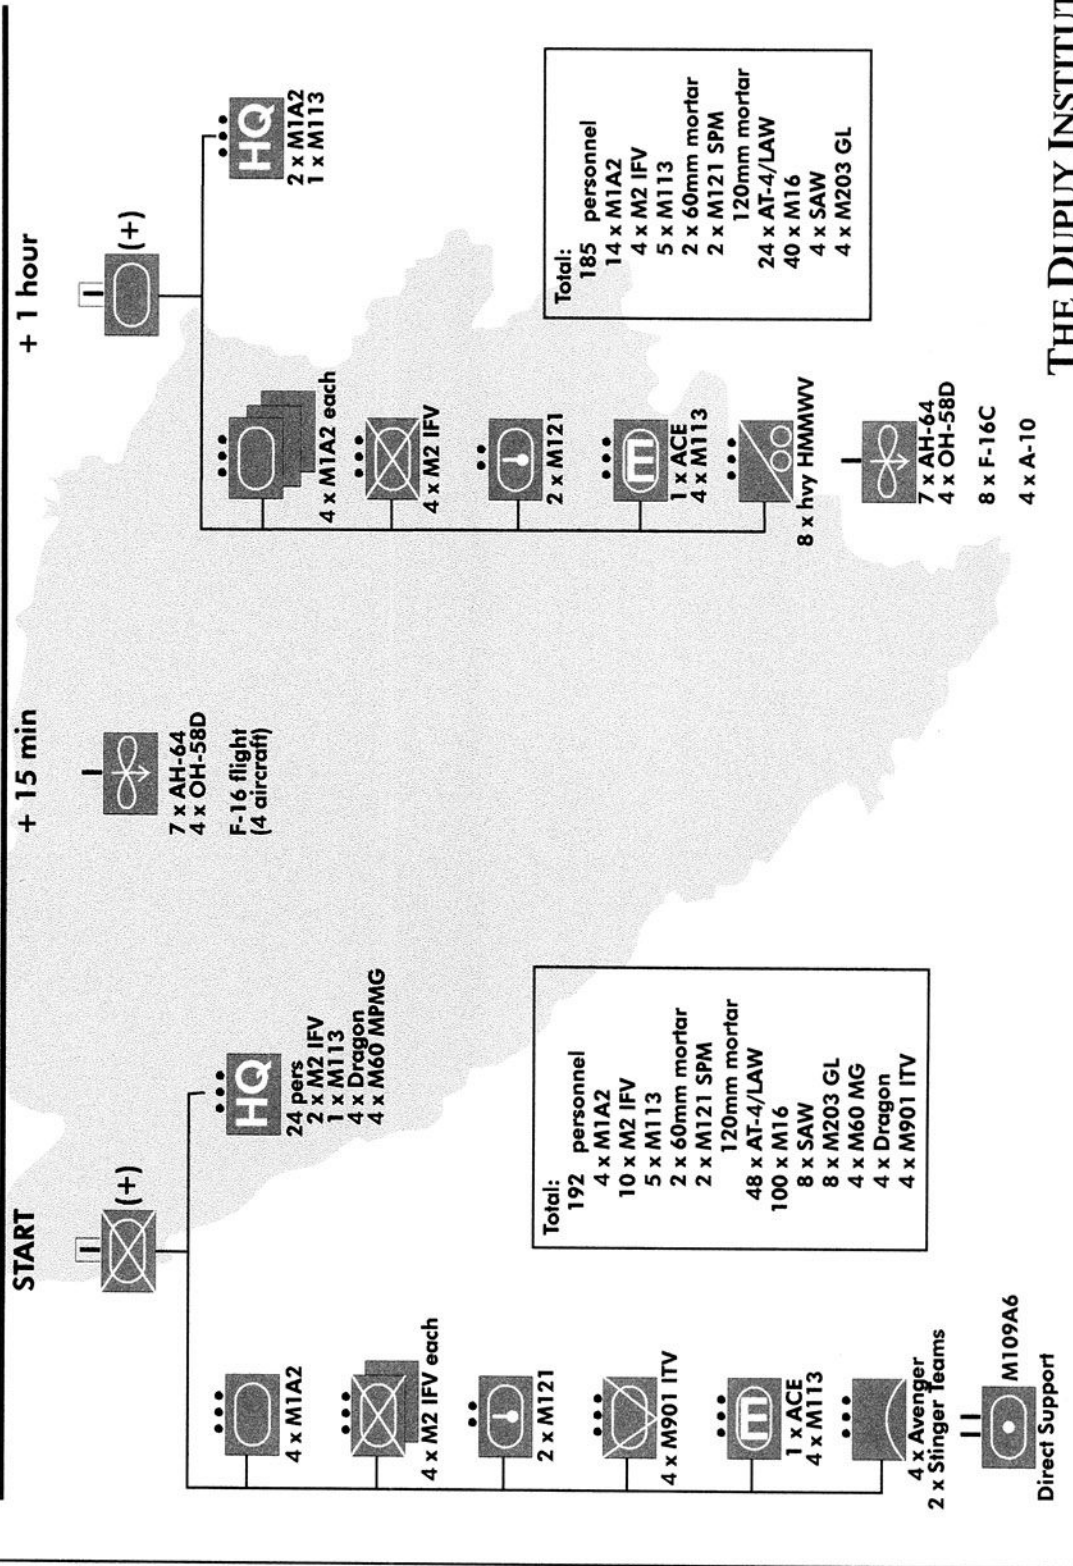 START
(+)
HQ
24 pers
2 x M2 IFV
1 x M113
4 x Dragon
4 x M60 MPMG
4 x M1A2
4 x M2 IFV each
2 x M121
4 x M901 ITV
E
1 x ACE
4 x M113
4 x Avenger
2 x Stinger Teams
M109A6
Direct Support
Total:
192 personnel
4 x M1A2
10 x M2 IFV
5 x M113
2 x 60mm mortar
2 x M121 SPM
120mm mortar
48 x AT-4/LAW
100 x M16
8 x SAW
8 x M203 GL
4 x M60 MG
4 x Dragon
4 x M901 ITV
+ 15 min
7 x AH-64
4 x OH-58D
F-16 flight
(4 aircraft)
+ 1 hour
(+)
HQ
2 x M1A2
1 x M113
4 x M1A2 each
4 x M2 IFV
2 x M121
E
1 x ACE
4 x M113
8 x hvy HMMWV
7 x AH-64
4 x OH-58D
8 x F-16C
4 x A-10
Total:
185 personnel
14 x M1A2
4 x M2 IFV
5 x M113
2 x 60mm mortar
2 x M121 SPM
120mm mortar
24 x AT-4/LAW
40 x M16
4 x SAW
4 x M203 GL
THE DUPUY INSTITUT